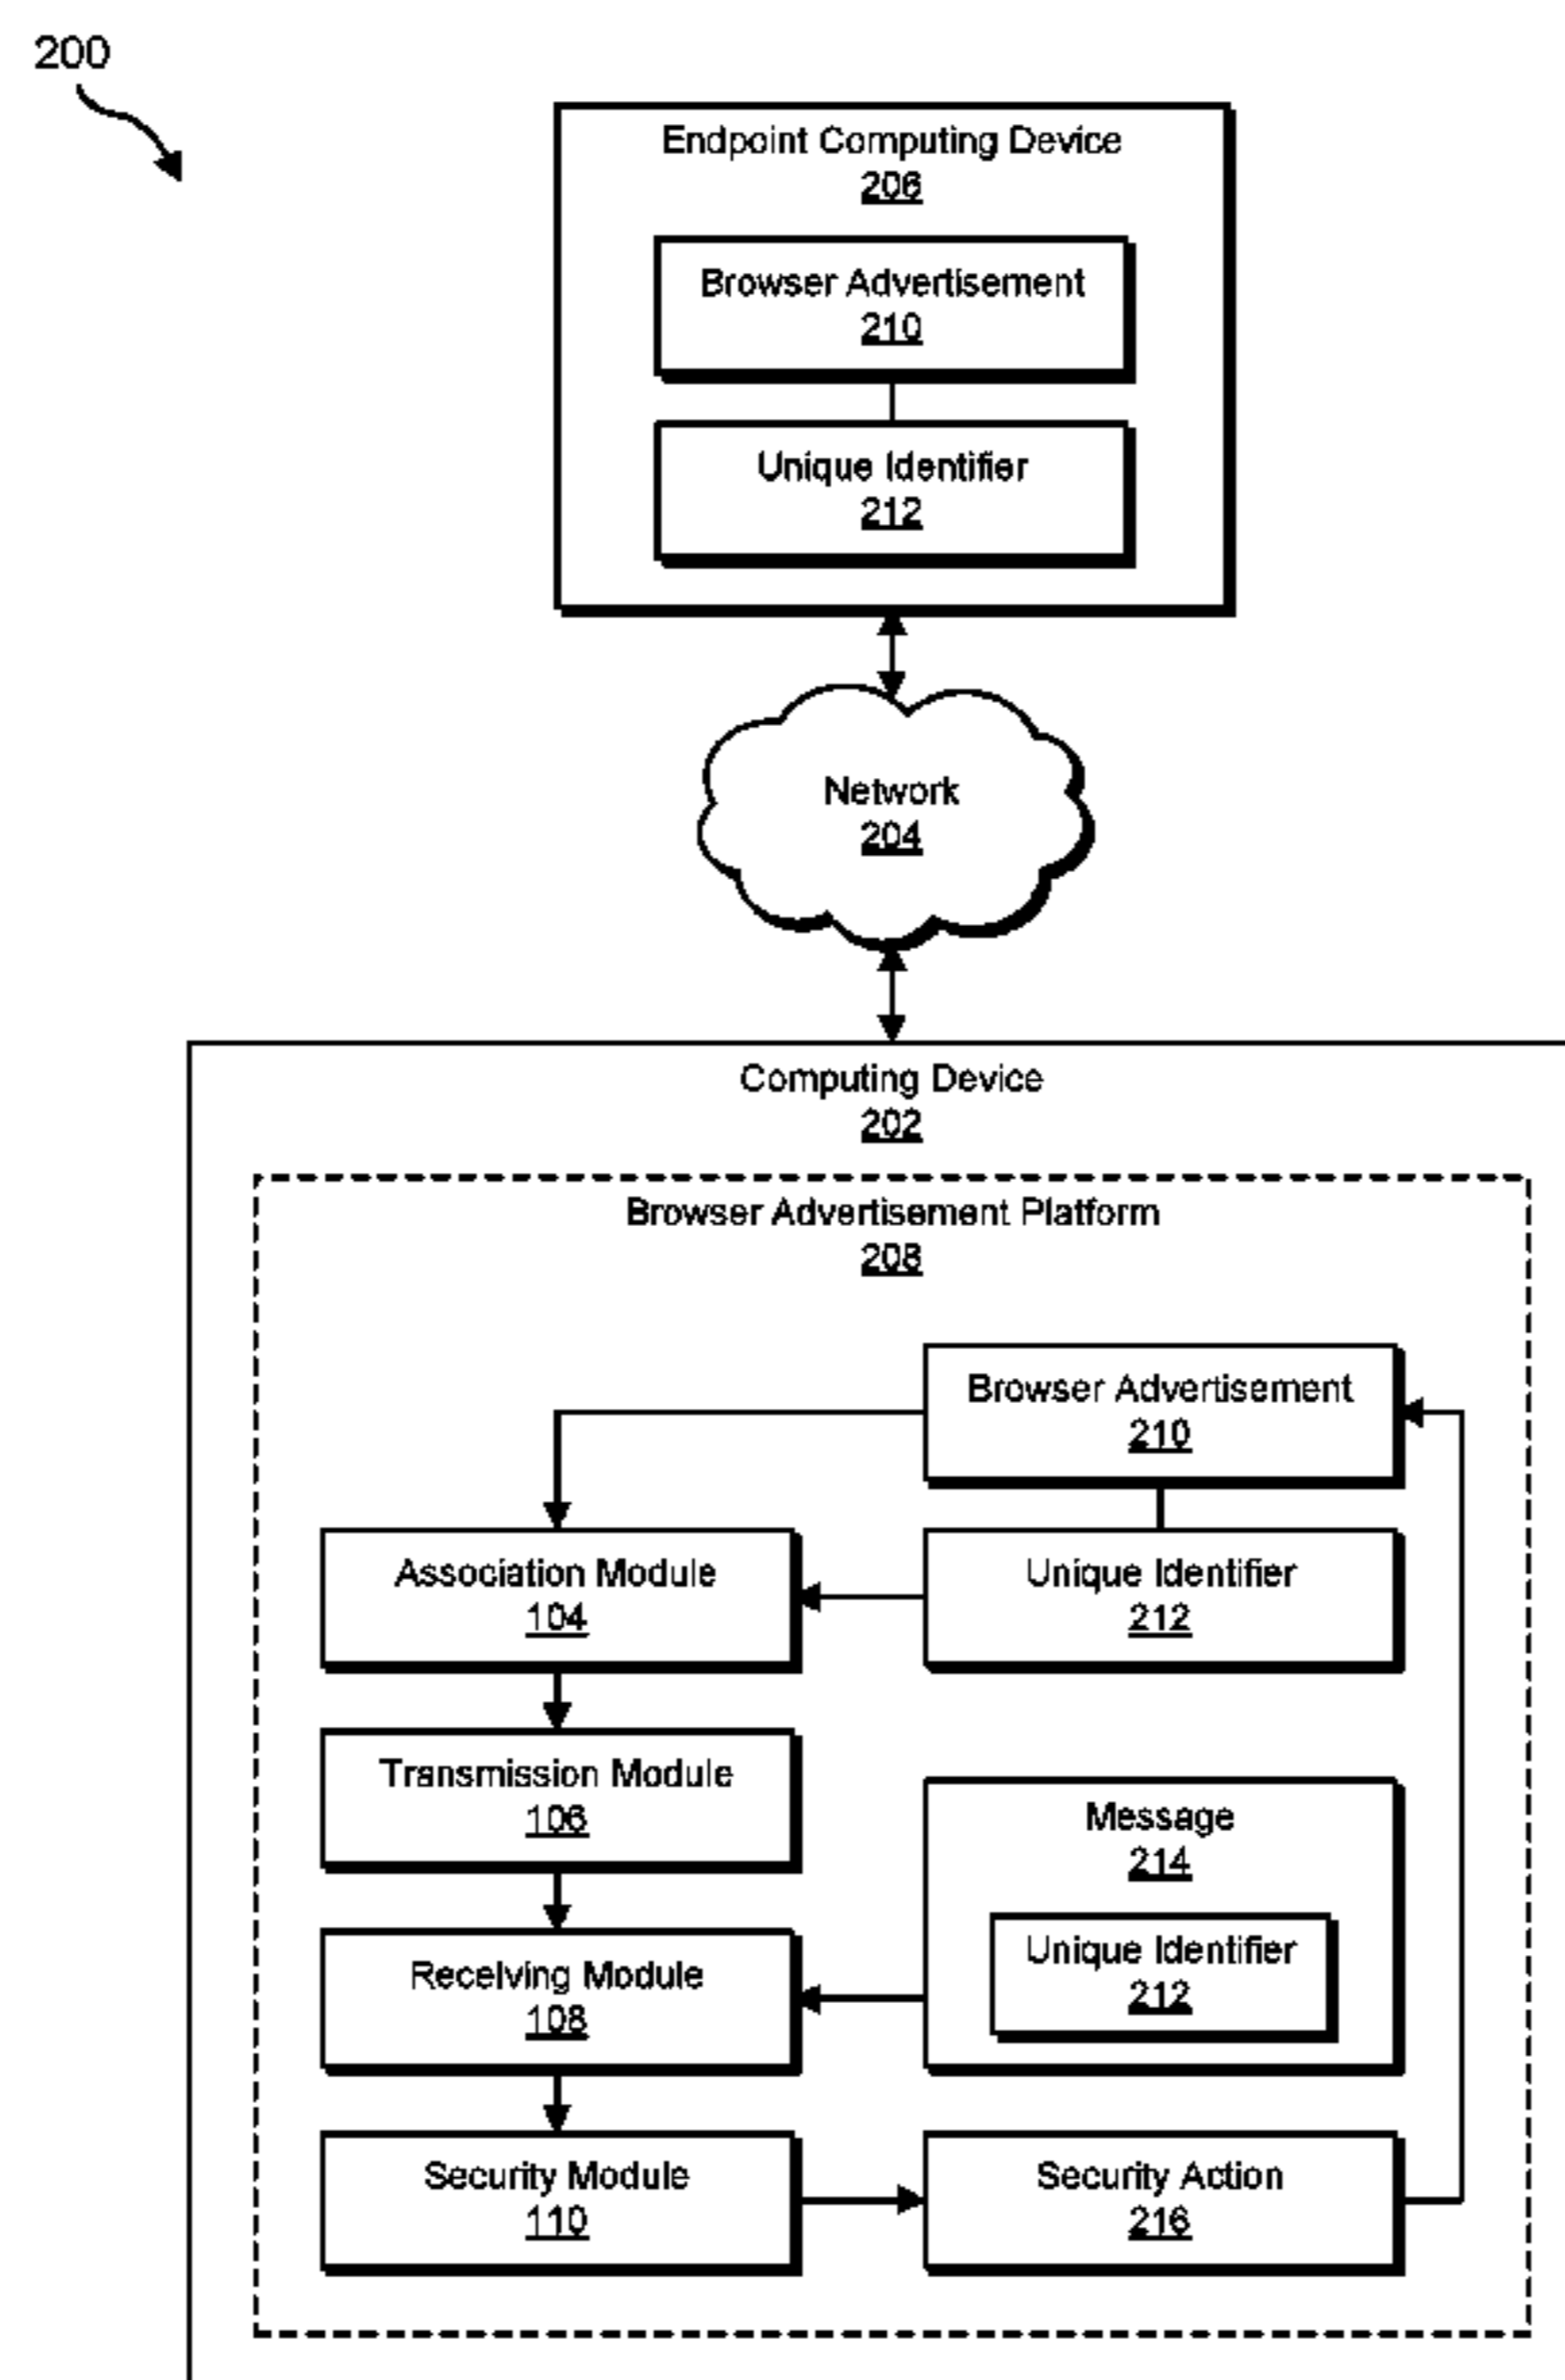 200
Endpoint Computing Device
206
Browser Advertisement
210
Unique Identifier
212
Network
204
Computing Device
202
Browser Advertisement Platform
208
Browser Advertisement
210
Association Module
104
Unique Identifier
212
Transmission Module
106
Message
214
Unique Identifier
212
Receiving Module
108
Security Module
110
Security Action
216